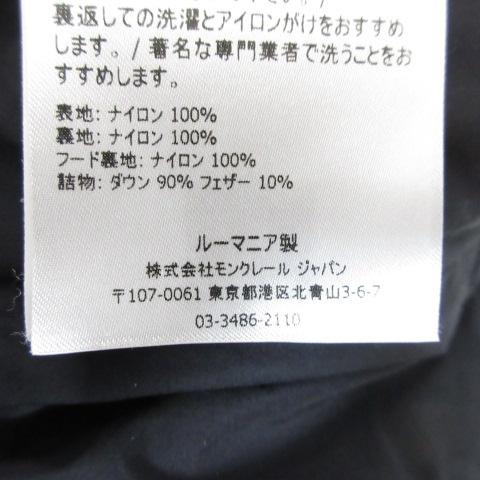 裏返しての洗濯とアイロンがけをおすすめ
します。/ 著名な専門業者で洗うことをお
すすめします。
表地: ナイロン 100%
裏地: ナイロン 100%
フード裏地: ナイロン 100%
詰物: ダウン 90% フェザー 10%
ルーマニア製
株式会社モンクレール ジャパン
〒107-0061 東京都港区北青山3-6-7
03-3486-2110